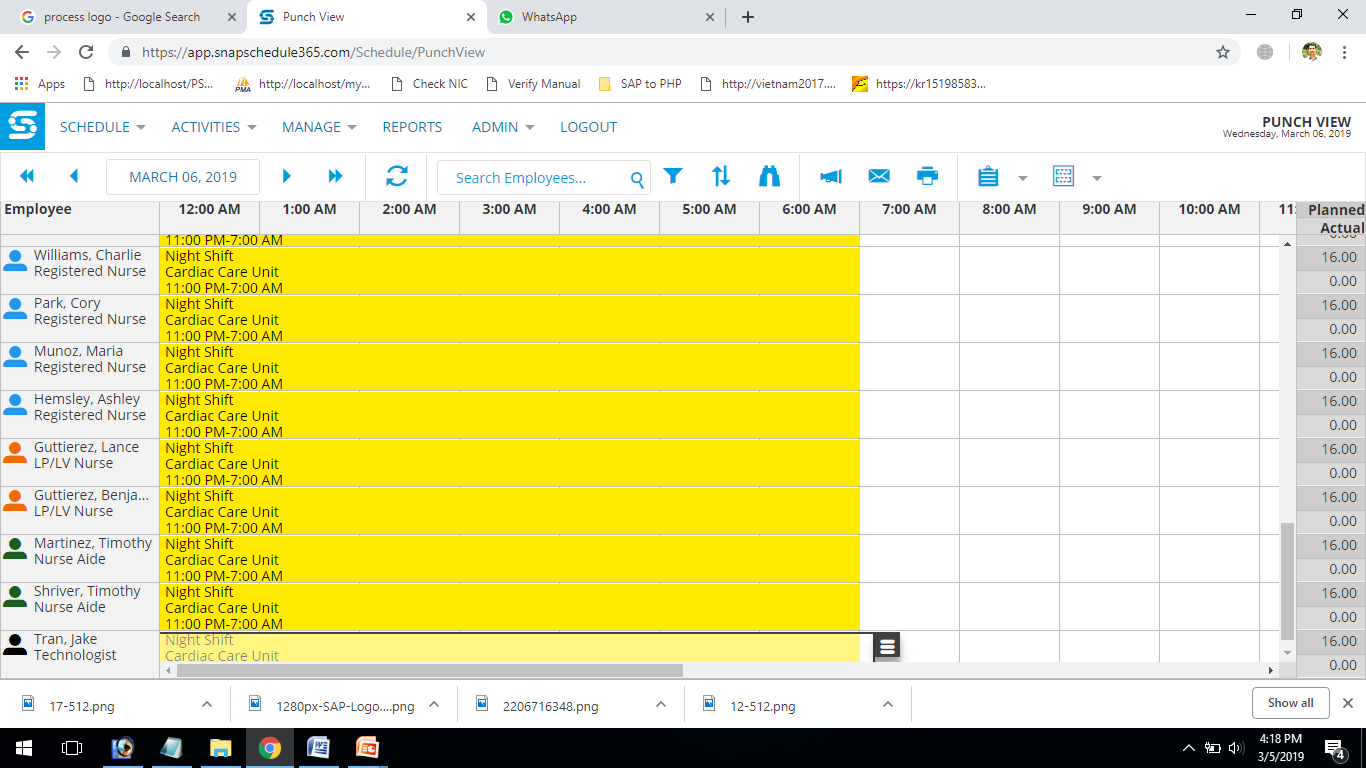 process logo - Google Search
Punch View
WhatsApp
https://app.snapschedule365.com/Schedule/PunchView
Apps
http://localhost/PS...
PMA
http://localhost/my...
Check NIC
Verify Manual
SAP to PHP
http://vietnam2017....
https://kr15198583...
SCHEDULE
ACTIVITIES
MANAGE
REPORTS
ADMIN
LOGOUT
PUNCH VIEW
Wednesday, March 06, 2019
MARCH 06, 2019
Search Employees...
Employee
12:00 AM
1:00 AM
2:00 AM
3:00 AM
4:00 AM
5:00 AM
6:00 AM
7:00 AM
8:00 AM
9:00 AM
10:00 AM
11:
Planned
Actual
11:00 PM-7:00 AM
0.00
Williams, Charlie
Registered Nurse
Night Shift
Cardiac Care Unit
11:00 PM-7:00 AM
16.00
0.00
Park, Cory
Registered Nurse
Night Shift
Cardiac Care Unit
11:00 PM-7:00 AM
16.00
0.00
Munoz, Maria
Registered Nurse
Night Shift
Cardiac Care Unit
11:00 PM-7:00 AM
16.00
0.00
Hemsley, Ashley
Registered Nurse
Night Shift
Cardiac Care Unit
11:00 PM-7:00 AM
16.00
0.00
Guttierez, Lance
LP/LV Nurse
Night Shift
Cardiac Care Unit
11:00 PM-7:00 AM
16.00
0.00
Guttierez, Benja...
LP/LV Nurse
Night Shift
Cardiac Care Unit
11:00 PM-7:00 AM
16.00
0.00
Martinez, Timothy
Nurse Aide
Night Shift
Cardiac Care Unit
11:00 PM-7:00 AM
16.00
0.00
Shriver, Timothy
Nurse Aide
Night Shift
Cardiac Care Unit
11:00 PM-7:00 AM
16.00
0.00
Tran, Jake
Technologist
Night Shift
Cardiac Care Unit
16.00
0.00
17-512.png
1280px-SAP-Logo....png
2206716348.png
12-512.png
Show all
4:18 PM
3/5/2019
4